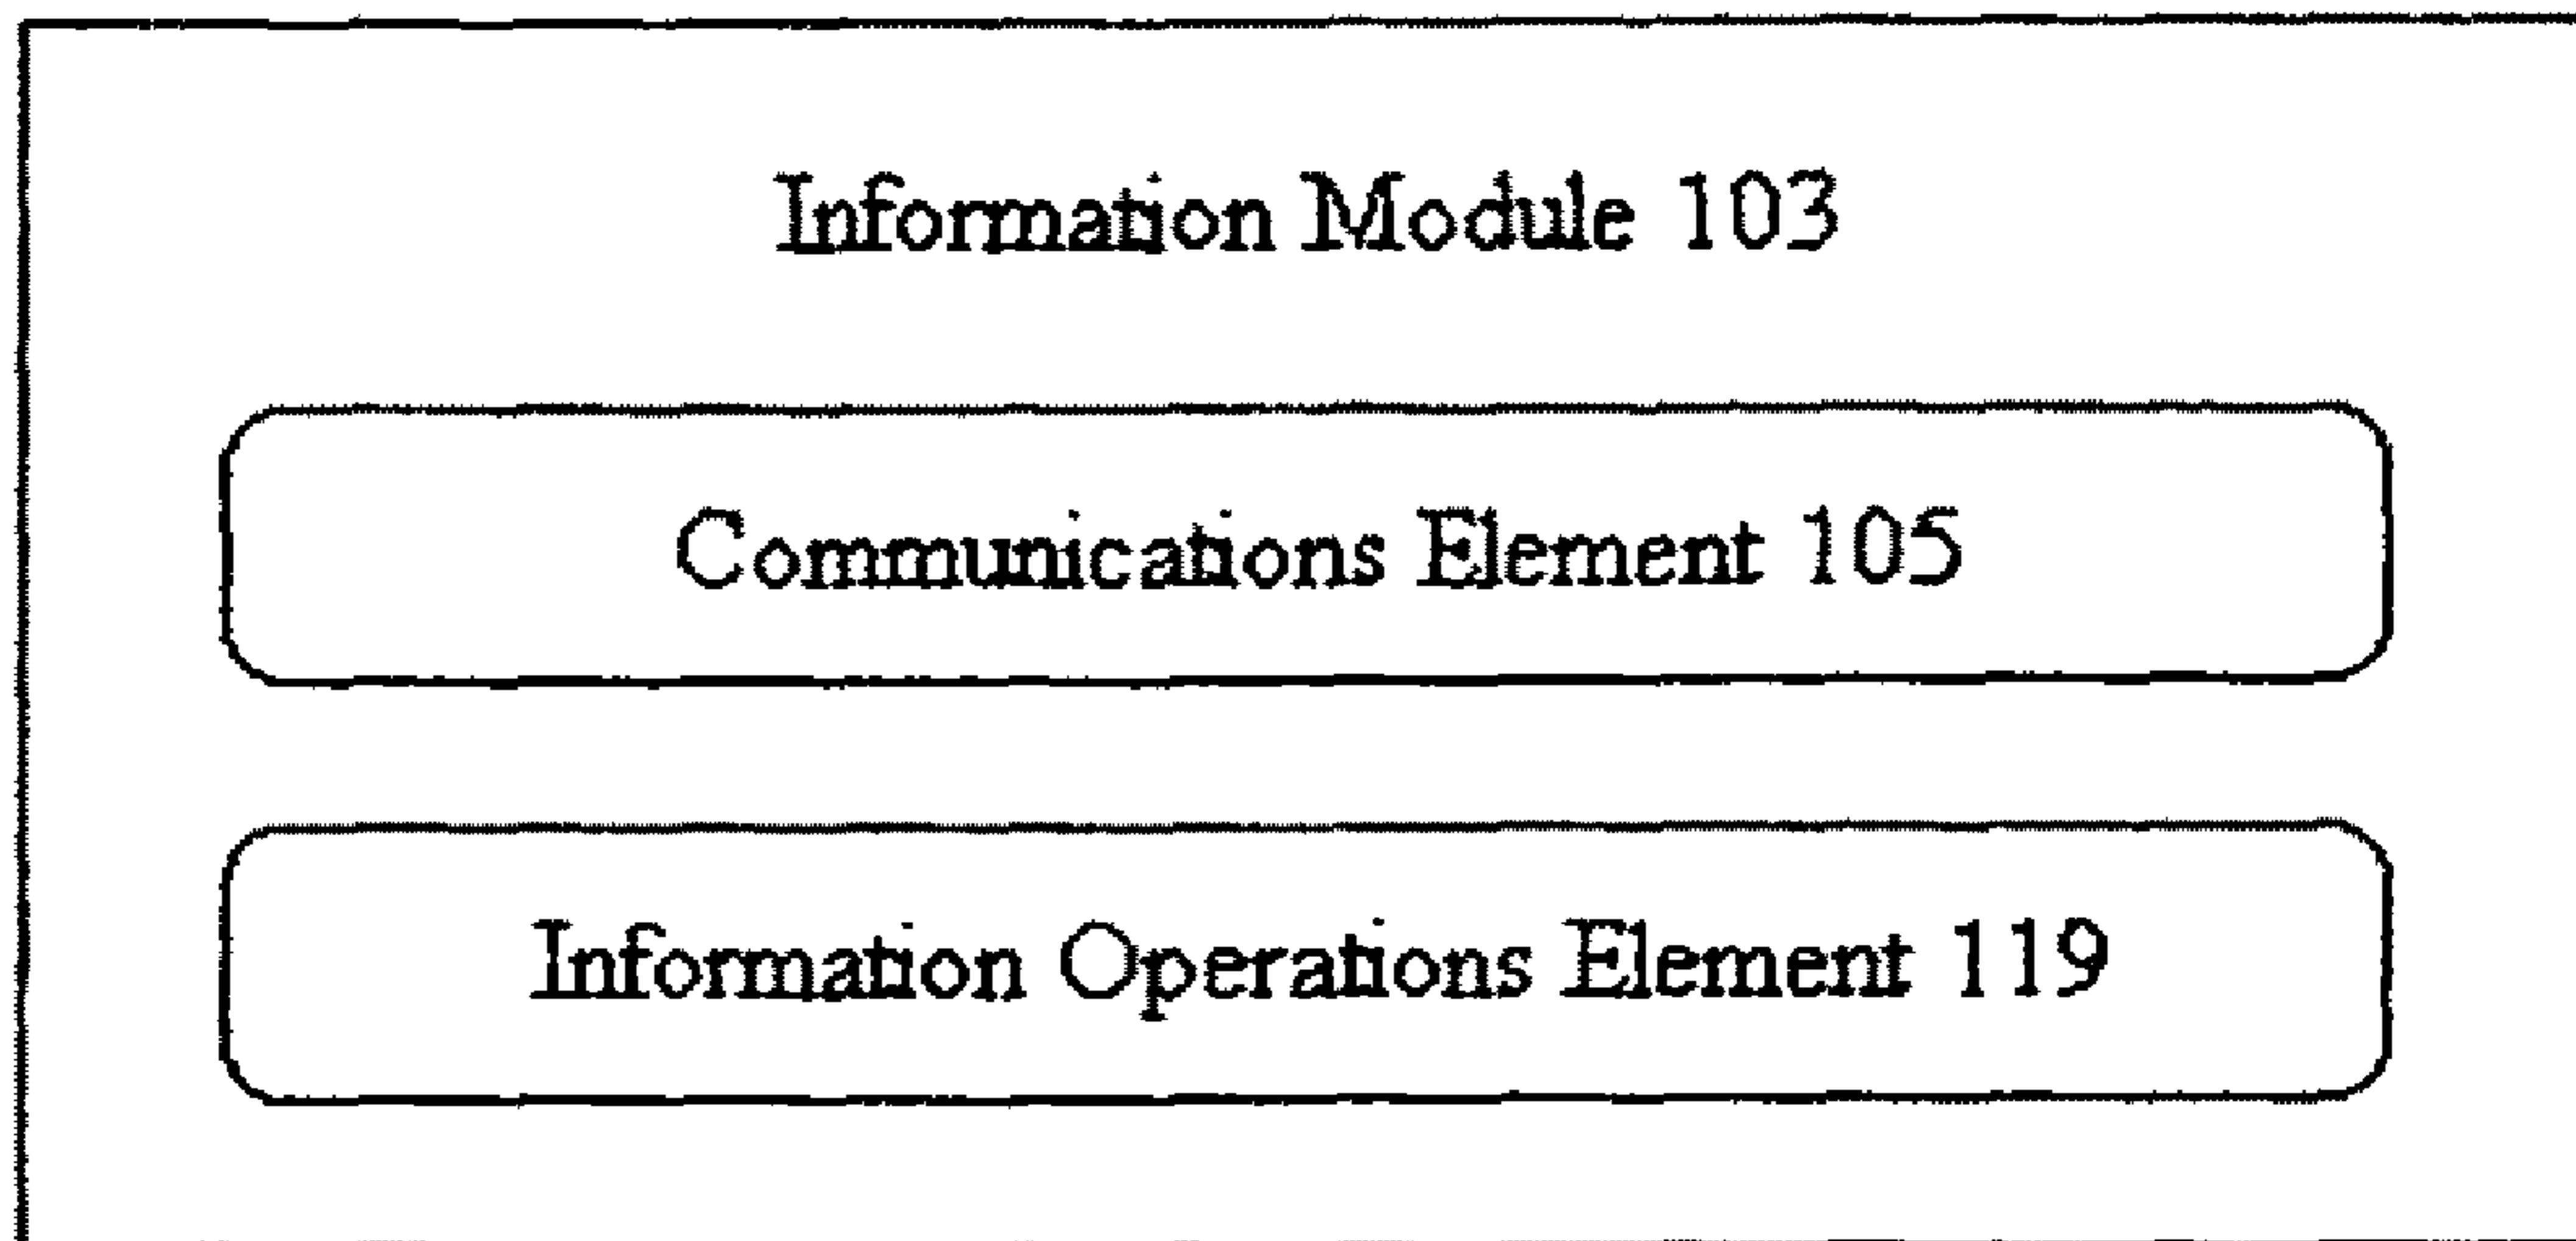 Information Module 103
Communications Element 105
Information Operations Element 119